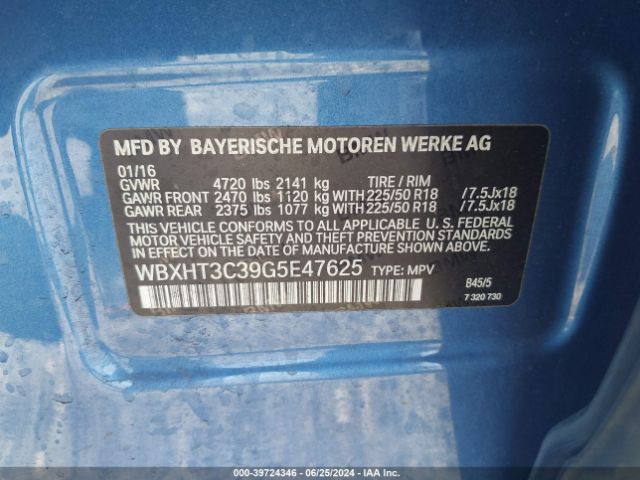 MFD BY BAYERISCHE MOTOREN WERKE AG
01/16
GVWR 4720 lbs 2141 kg TIRE / RIM
GAWR FRONT 2470 lbs 1120 kg WITH 225/50 R18 /7.5Jx18
GAWR REAR 2375 lbs 1077 kg WITH 225/50 R18 /7.5Jx18
THIS VEHICLE CONFORMS TO ALL APPLICABLE U. S. FEDERAL
MOTOR VEHICLE SAFETY, BUMPER, AND THEFT PREVENTION
STANDARDS IN EFFECT ON THE DATE OF MANUFACTURE SHOWN ABOVE.
WBXHT3C39G5E47625 TYPE: MPV
B45/5
7 320 730
Copart - 39724346 - 06/25/2024 - IAA Inc.